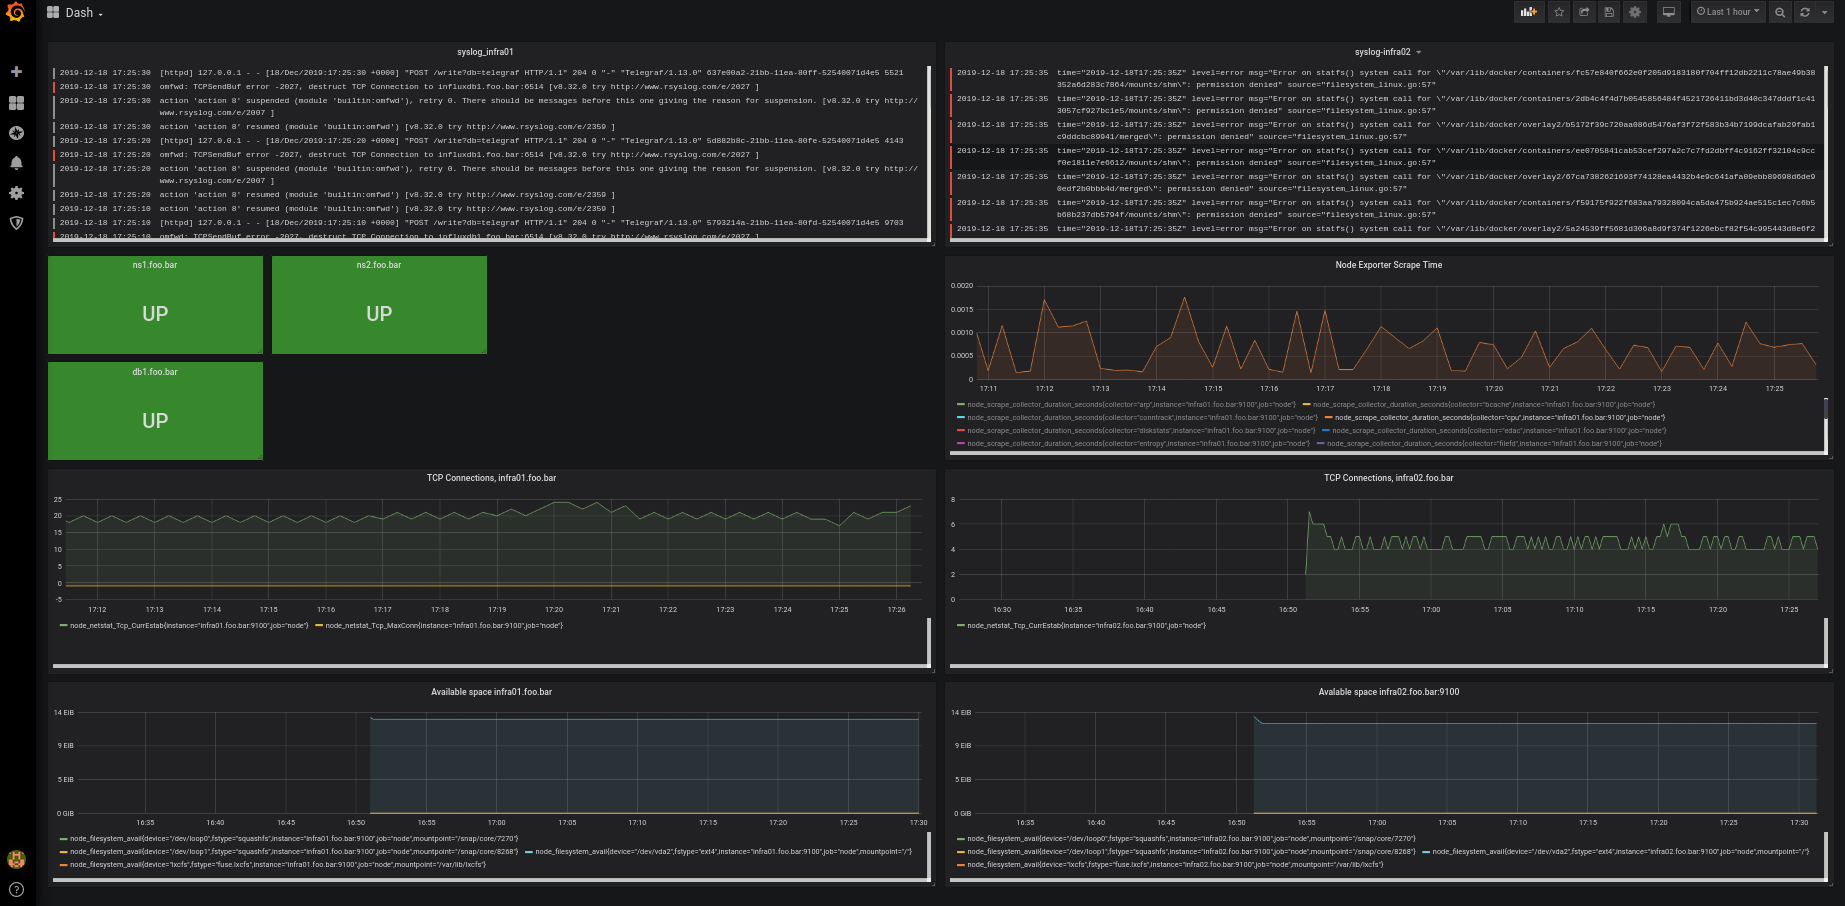 Dash
Last 1 hour
syslog_infra01
2019-12-18 17:25:30 [httpd] 127.0.0.1 - - [18/Dec/2019:17:25:30 +0000] "POST /write?db=telegraf HTTP/1.1" 204 0 "-" "Telegraf/1.13.0" 637e00a2-21bb-11ea-80ff-52540071d4e5 5521
2019-12-18 17:25:30 omfwd: TCPSendBuf error -2027, destruct TCP Connection to influxdb1.foo.bar:6514 [v8.32.0 try http://www.rsyslog.com/e/2027 ]
2019-12-18 17:25:30 action 'action 8' suspended (module 'builtin:omfwd'), retry 0. There should be messages before this one giving the reason for suspension. [v8.32.0 try http://
www.rsyslog.com/e/2007 ]
2019-12-18 17:25:30 action 'action 8' resumed (module 'builtin:omfwd') [v8.32.0 try http://www.rsyslog.com/e/2359 ]
2019-12-18 17:25:20 [httpd] 127.0.0.1 - - [18/Dec/2019:17:25:20 +0000] "POST /write?db=telegraf HTTP/1.1" 204 0 "-" "Telegraf/1.13.0" 5d882b8c-21bb-11ea-80fe-52540071d4e5 4143
2019-12-18 17:25:20 omfwd: TCPSendBuf error -2027, destruct TCP Connection to influxdb1.foo.bar:6514 [v8.32.0 try http://www.rsyslog.com/e/2027 ]
2019-12-18 17:25:20 action 'action 8' suspended (module 'builtin:omfwd'), retry 0. There should be messages before this one giving the reason for suspension. [v8.32.0 try http://
www.rsyslog.com/e/2007 ]
2019-12-18 17:25:20 action 'action 8' resumed (module 'builtin:omfwd') [v8.32.0 try http://www.rsyslog.com/e/2359 ]
2019-12-18 17:25:10 action 'action 8' resumed (module 'builtin:omfwd') [v8.32.0 try http://www.rsyslog.com/e/2359 ]
2019-12-18 17:25:10 [httpd] 127.0.0.1 - - [18/Dec/2019:17:25:10 +0000] "POST /write?db=telegraf HTTP/1.1" 204 0 "-" "Telegraf/1.13.0" 5793214a-21bb-11ea-80fd-52540071d4e5 9703
2019-12-18 17:25:10 omfwd: TCPSendBuf error -2027, destruct TCP Connection to influxdb1.foo.bar:6514 [v8.32.0 try http://www.rsyslog.com/e/2027 ]
syslog-infra02
2019-12-18 17:25:35 time="2019-12-18T17:25:35Z" level=error msg="Error on statfs() system call for \"/var/lib/docker/containers/fc57e840f662e0f205d9183180f704ff12db2211c78ae49b38
352a6d283c7864/mounts/shm\": permission denied" source="filesystem_linux.go:57"
2019-12-18 17:25:35 time="2019-12-18T17:25:35Z" level=error msg="Error on statfs() system call for \"/var/lib/docker/containers/2db4c4f4d7b0545856484f4521726411bd3d40c347dddf1c41
3057cf927bc1e5/mounts/shm\": permission denied" source="filesystem_linux.go:57"
2019-12-18 17:25:35 time="2019-12-18T17:25:35Z" level=error msg="Error on statfs() system call for \"/var/lib/docker/overlay2/b5172f39c720aa086d5476af3f72f583b34b7199dcafab29fab1
c9ddcbc89941/merged\": permission denied" source="filesystem_linux.go:57"
2019-12-18 17:25:35 time="2019-12-18T17:25:35Z" level=error msg="Error on statfs() system call for \"/var/lib/docker/containers/ee0705841cab53cef297a2c7c7fd2dbff4c9162ff32104c9cc
f0e1811e7e6612/mounts/shm\": permission denied" source="filesystem_linux.go:57"
2019-12-18 17:25:35 time="2019-12-18T17:25:35Z" level=error msg="Error on statfs() system call for \"/var/lib/docker/overlay2/67ca7382621693f74128ea4432b4e9c641afa09ebb89698d6de9
0edf2b0bbb4d/merged\": permission denied" source="filesystem_linux.go:57"
2019-12-18 17:25:35 time="2019-12-18T17:25:35Z" level=error msg="Error on statfs() system call for \"/var/lib/docker/containers/f59175f922f683aa79328094ca5da475b924ae515c1ec7c6b5
b68b237db5794f/mounts/shm\": permission denied" source="filesystem_linux.go:57"
2019-12-18 17:25:35 time="2019-12-18T17:25:35Z" level=error msg="Error on statfs() system call for \"/var/lib/docker/overlay2/5a24539ff5681d306a8d9f374f1226ebcf82f54c995443d8e6f2
ns1.foo.bar
UP
ns2.foo.bar
UP
db1.foo.bar
UP
Node Exporter Scrape Time
0.0020
0.0015
0.0010
0.0005
0
17:11 17:12 17:13 17:14 17:15 17:16 17:17 17:18 17:19 17:20 17:21 17:22 17:23 17:24 17:25
node_scrape_collector_duration_seconds{collector="arp",instance="infra01.foo.bar:9100",job="node"} node_scrape_collector_duration_seconds{collector="bcache",instance="infra01.foo.bar:9100",job="node"}
node_scrape_collector_duration_seconds{collector="conntrack",instance="infra01.foo.bar:9100",job="node"} node_scrape_collector_duration_seconds{collector="cpu",instance="infra01.foo.bar:9100",job="node"}
node_scrape_collector_duration_seconds{collector="diskstats",instance="infra01.foo.bar:9100",job="node"} node_scrape_collector_duration_seconds{collector="edac",instance="infra01.foo.bar:9100",job="node"}
node_scrape_collector_duration_seconds{collector="entropy",instance="infra01.foo.bar:9100",job="node"} node_scrape_collector_duration_seconds{collector="filefd",instance="infra01.foo.bar:9100",job="node"}
TCP Connections, infra01.foo.bar
25
20
15
10
5
0
-5
17:12 17:13 17:14 17:15 17:16 17:17 17:18 17:19 17:20 17:21 17:22 17:23 17:24 17:25 17:26
node_netstat_Tcp_CurrEstab{instance="infra01.foo.bar:9100",job="node"} node_netstat_Tcp_MaxConn{instance="infra01.foo.bar:9100",job="node"}
TCP Connections, infra02.foo.bar
8
6
4
2
0
16:30 16:35 16:40 16:45 16:50 16:55 17:00 17:05 17:10 17:15 17:20 17:25
node_netstat_Tcp_CurrEstab{instance="infra02.foo.bar:9100",job="node"}
Available space infra01.foo.bar
14 EiB
9 EiB
5 EiB
0 GiB
16:35 16:40 16:45 16:50 16:55 17:00 17:05 17:10 17:15 17:20 17:25 17:30
node_filesystem_avail{device="/dev/loop0",fstype="squashfs",instance="infra01.foo.bar:9100",job="node",mountpoint="/snap/core/7270"}
node_filesystem_avail{device="/dev/loop1",fstype="squashfs",instance="infra01.foo.bar:9100",job="node",mountpoint="/snap/core/8268"} node_filesystem_avail{device="/dev/vda2",fstype="ext4",instance="infra01.foo.bar:9100",job="node",mountpoint="/"}
node_filesystem_avail{device="lxcfs",fstype="fuse.lxcfs",instance="infra01.foo.bar:9100",job="node",mountpoint="/var/lib/lxcfs"}
Avalable space infra02.foo.bar:9100
14 EiB
9 EiB
5 EiB
0 GiB
16:35 16:40 16:45 16:50 16:55 17:00 17:05 17:10 17:15 17:20 17:25 17:30
node_filesystem_avail{device="/dev/loop0",fstype="squashfs",instance="infra02.foo.bar:9100",job="node",mountpoint="/snap/core/7270"}
node_filesystem_avail{device="/dev/loop1",fstype="squashfs",instance="infra02.foo.bar:9100",job="node",mountpoint="/snap/core/8268"} node_filesystem_avail{device="/dev/vda2",fstype="ext4",instance="infra02.foo.bar:9100",job="node",mountpoint="/"}
node_filesystem_avail{device="lxcfs",fstype="fuse.lxcfs",instance="infra02.foo.bar:9100",job="node",mountpoint="/var/lib/lxcfs"}